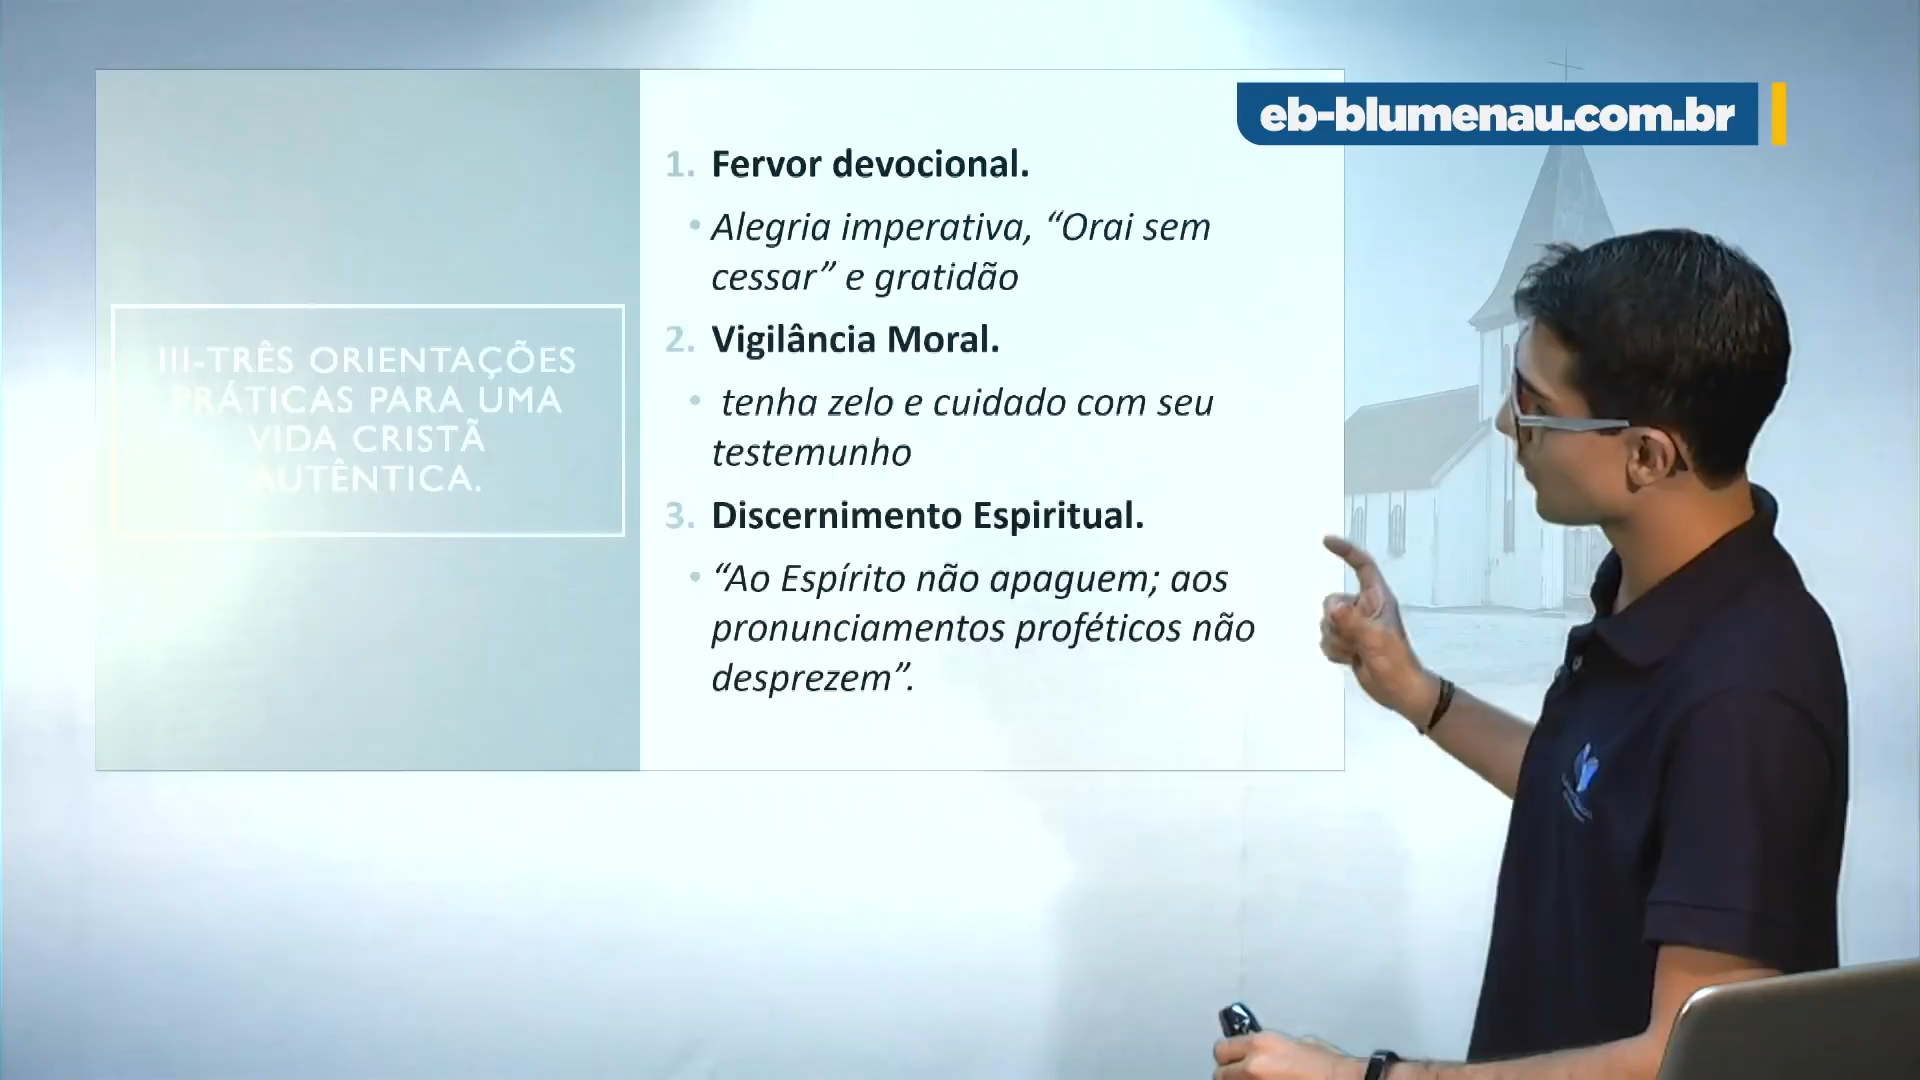 eb-blumenau.com.br
III-TRÊS ORIENTAÇÕES
PRÁTICAS PARA UMA
VIDA CRISTÃ
AUTÊNTICA.
1. Fervor devocional.
• Alegria imperativa, “Orai sem
cessar” e gratidão
2. Vigilância Moral.
• tenha zelo e cuidado com seu
testemunho
3. Discernimento Espiritual.
• “Ao Espírito não apaguem; aos
pronunciamentos proféticos não
desprezem”.